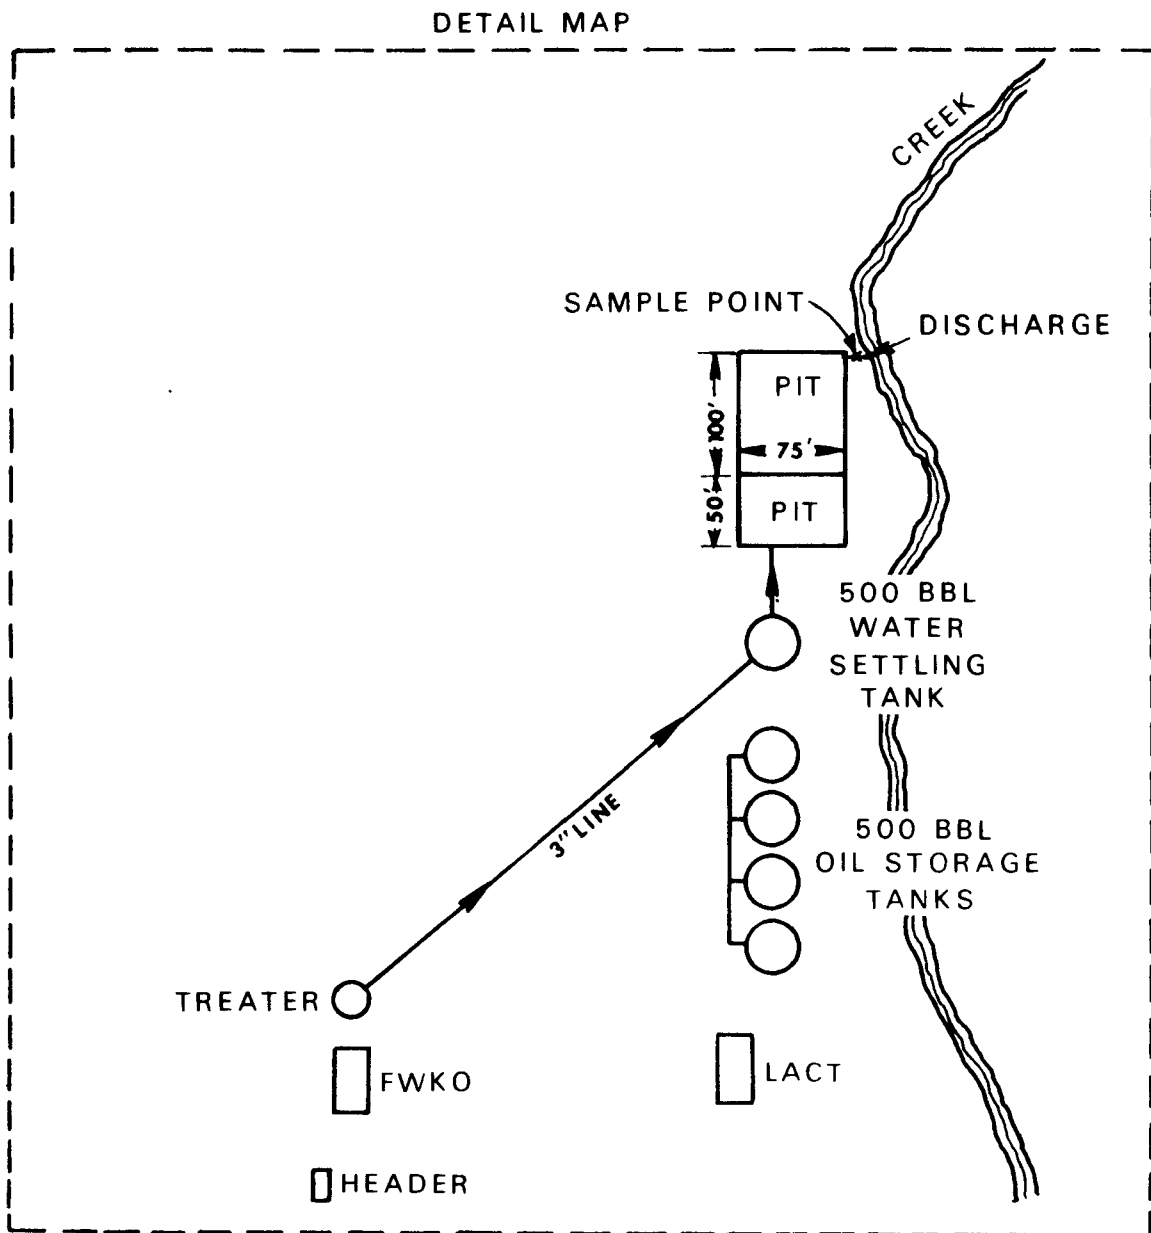 DETAIL MAP
CREEK
SAMPLE POINT
DISCHARGE
PIT
100'
75'
50'
PIT
500 BBL
WATER
SETTLING
TANK
3" LINE
500 BBL
OIL STORAGE
TANKS
TREATER
FWKO
LACT
HEADER